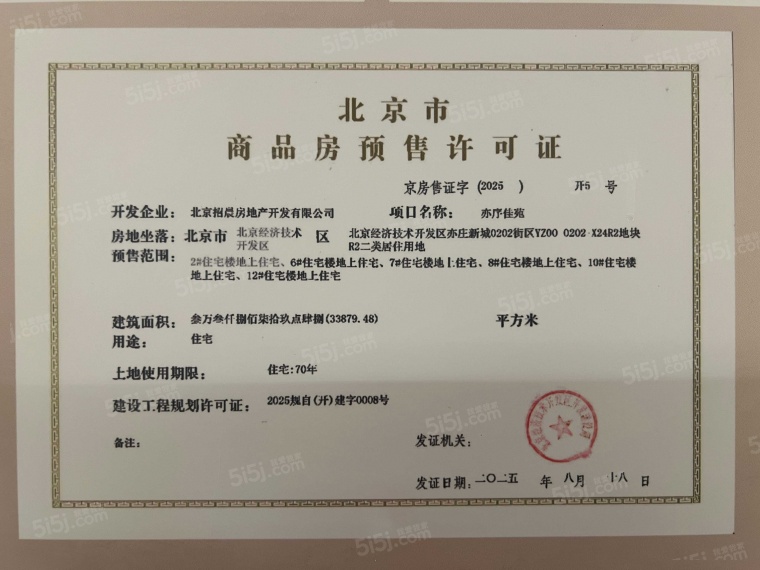 北京市
商品房预售许可证
京房售证字(2025 ) 开5 号
开发企业: 北京招晨房地产开发有限公司 项目名称: 亦序佳苑
房地坐落: 北京市 北京经济技术开发区 区 北京经济技术开发区亦庄新城0202街区YZ00-0202-X24R2地块R2二类居住用地
预售范围: 2#住宅楼地上住宅、6#住宅楼地上住宅、7#住宅楼地上住宅、8#住宅楼地上住宅、10#住宅楼
地上住宅、12#住宅楼地上住宅
建筑面积: 叁万叁仟捌佰柒拾玖点肆捌(33879.48) 平方米
用途: 住宅
土地使用期限: 住宅:70年
建设工程规划许可证: 2025规自(开)建字0008号
备注: 发证机关:
发证日期: 二〇二五 年 八月 十八 日
5i5j.com
我爱我家